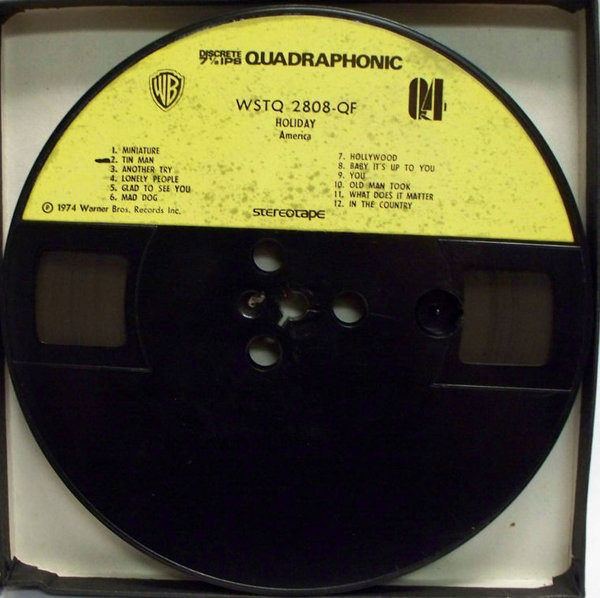 DISCRETE
7½ IPS QUADRAPHONIC
WB
Q4
WSTQ 2808-QF
HOLIDAY
America
1. MINIATURE
2. TIN MAN
3. ANOTHER TRY
4. LONELY PEOPLE
5. GLAD TO SEE YOU
6. MAD DOG
7. HOLLYWOOD
8. BABY IT'S UP TO YOU
9. YOU
10. OLD MAN TOOK
11. WHAT DOES IT MATTER
12. IN THE COUNTRY
℗ 1974 Warner Bros. Records Inc.
stereotape